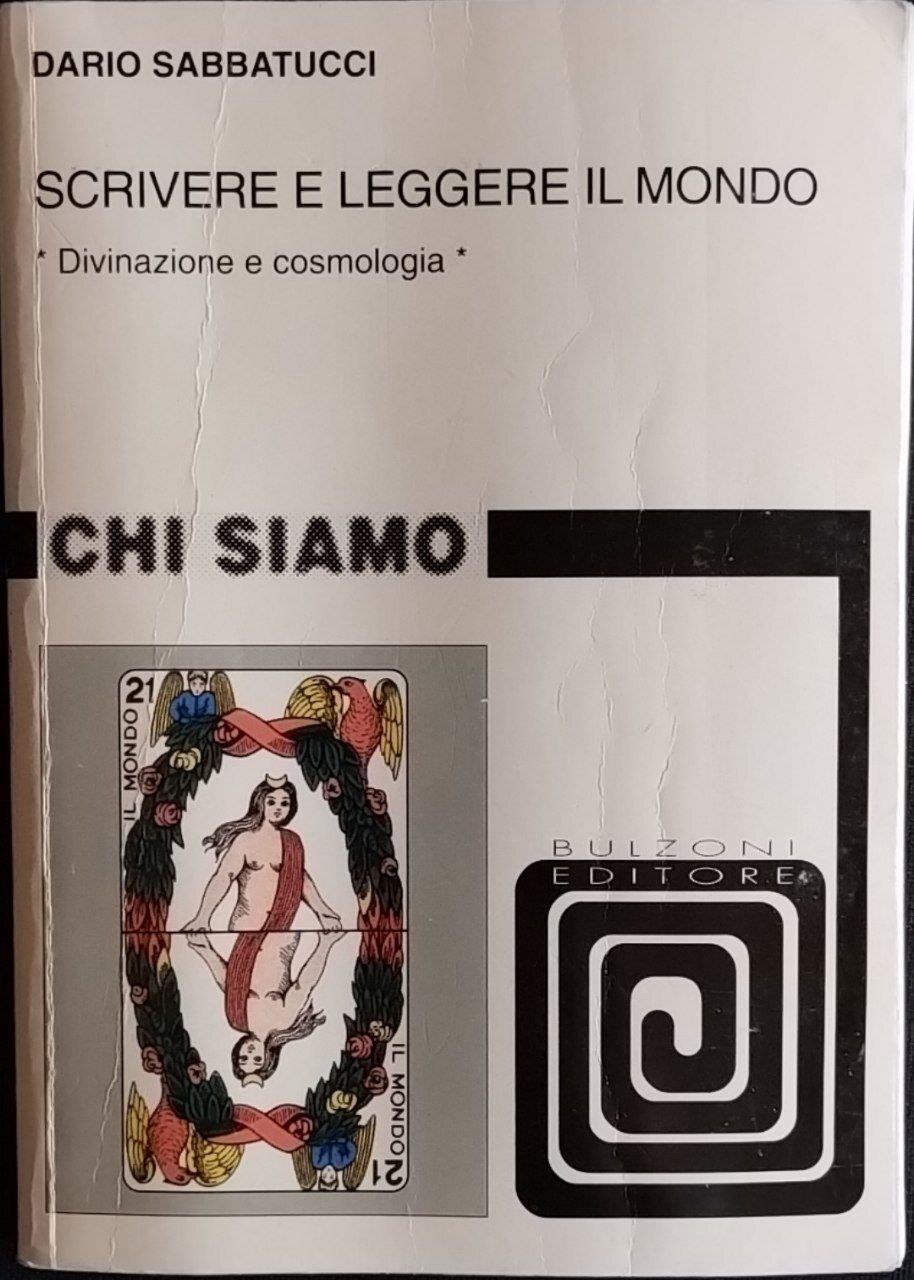 DARIO SABBATUCCI
SCRIVERE E LEGGERE IL MONDO
* Divinazione e cosmologia *
CHI SIAMO
21
IL MONDO
IL MONDO
21
BULZONI
EDITORE